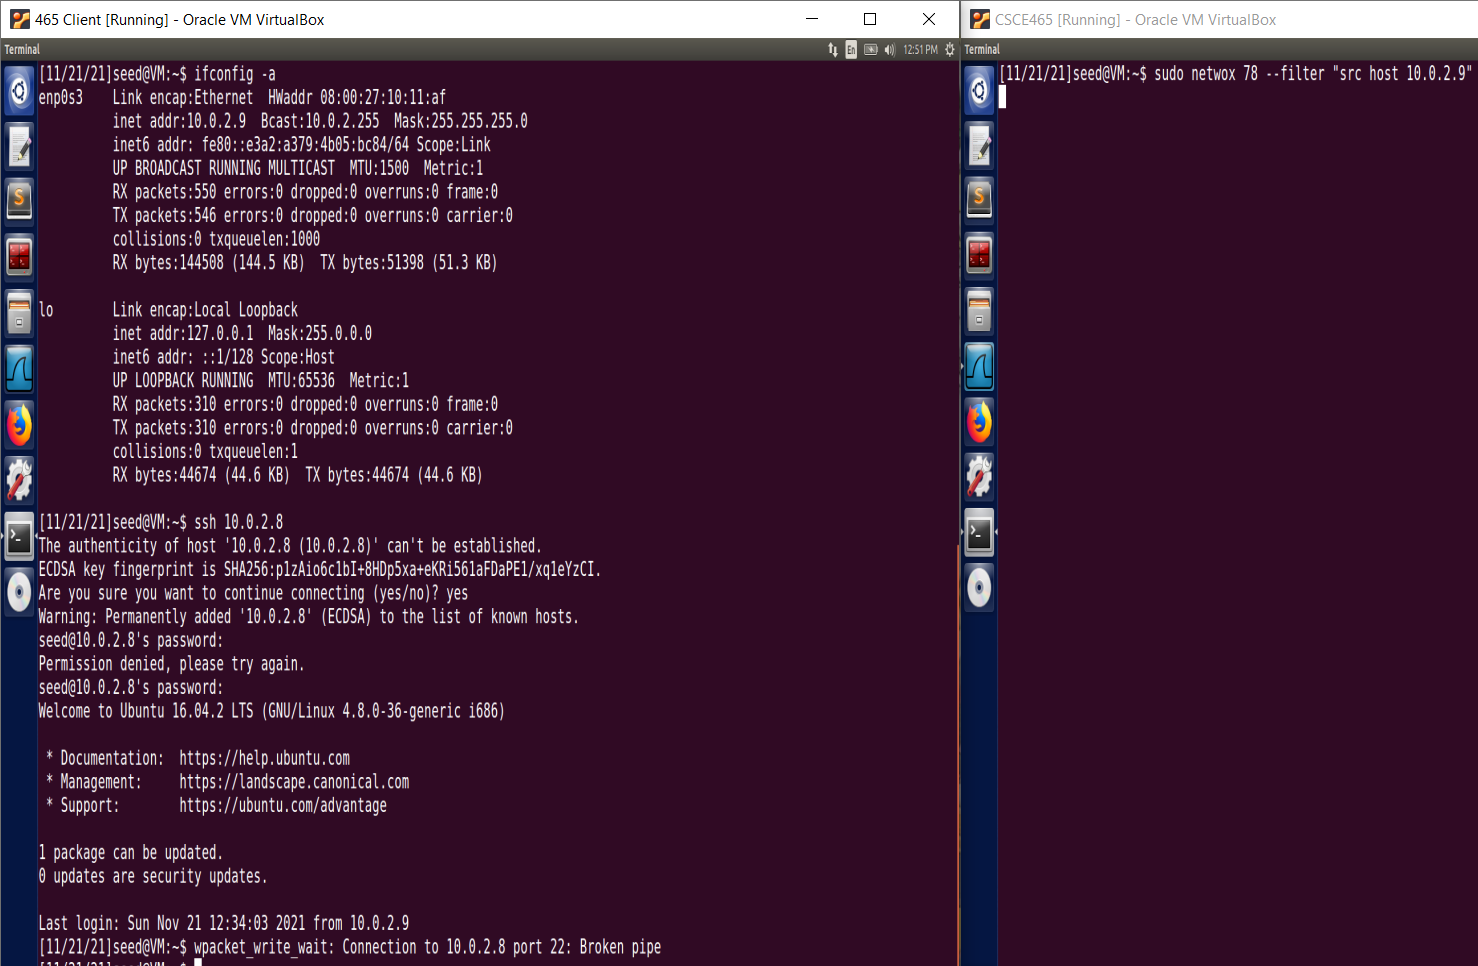 465 Client [Running] - Oracle VM VirtualBox
Terminal
En
12:51 PM
[11/21/21]seed@VM:~$ ifconfig -a
enp0s3    Link encap:Ethernet  HWaddr 08:00:27:10:11:af
          inet addr:10.0.2.9  Bcast:10.0.2.255  Mask:255.255.255.0
          inet6 addr: fe80::e3a2:a379:4b05:bc84/64 Scope:Link
          UP BROADCAST RUNNING MULTICAST  MTU:1500  Metric:1
          RX packets:550 errors:0 dropped:0 overruns:0 frame:0
          TX packets:546 errors:0 dropped:0 overruns:0 carrier:0
          collisions:0 txqueuelen:1000
          RX bytes:144508 (144.5 KB)  TX bytes:51398 (51.3 KB)
lo        Link encap:Local Loopback
          inet addr:127.0.0.1  Mask:255.0.0.0
          inet6 addr: ::1/128 Scope:Host
          UP LOOPBACK RUNNING  MTU:65536  Metric:1
          RX packets:310 errors:0 dropped:0 overruns:0 frame:0
          TX packets:310 errors:0 dropped:0 overruns:0 carrier:0
          collisions:0 txqueuelen:1
          RX bytes:44674 (44.6 KB)  TX bytes:44674 (44.6 KB)
[11/21/21]seed@VM:~$ ssh 10.0.2.8
The authenticity of host '10.0.2.8 (10.0.2.8)' can't be established.
ECDSA key fingerprint is SHA256:p1zAio6c1bI+8HDp5xa+eKRi561aFDaPE1/xq1eYzCI.
Are you sure you want to continue connecting (yes/no)? yes
Warning: Permanently added '10.0.2.8' (ECDSA) to the list of known hosts.
seed@10.0.2.8's password:
Permission denied, please try again.
seed@10.0.2.8's password:
Welcome to Ubuntu 16.04.2 LTS (GNU/Linux 4.8.0-36-generic i686)
 * Documentation:  https://help.ubuntu.com
 * Management:     https://landscape.canonical.com
 * Support:        https://ubuntu.com/advantage
1 package can be updated.
0 updates are security updates.
Last login: Sun Nov 21 12:34:03 2021 from 10.0.2.9
[11/21/21]seed@VM:~$ wpacket_write_wait: Connection to 10.0.2.8 port 22: Broken pipe
[11/21/21]seed@VM:~$
CSCE465 [Running] - Oracle VM VirtualBox
Terminal
[11/21/21]seed@VM:~$ sudo netwox 78 --filter "src host 10.0.2.9"